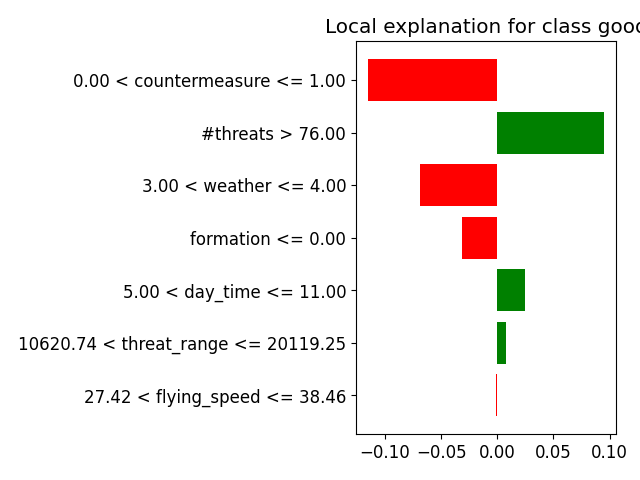 Local explanation for class good
0.00 < countermeasure <= 1.00
#threats > 76.00
3.00 < weather <= 4.00
formation <= 0.00
5.00 < day_time <= 11.00
10620.74 < threat_range <= 20119.25
27.42 < flying_speed <= 38.46
−0.10 −0.05 0.00 0.05 0.10